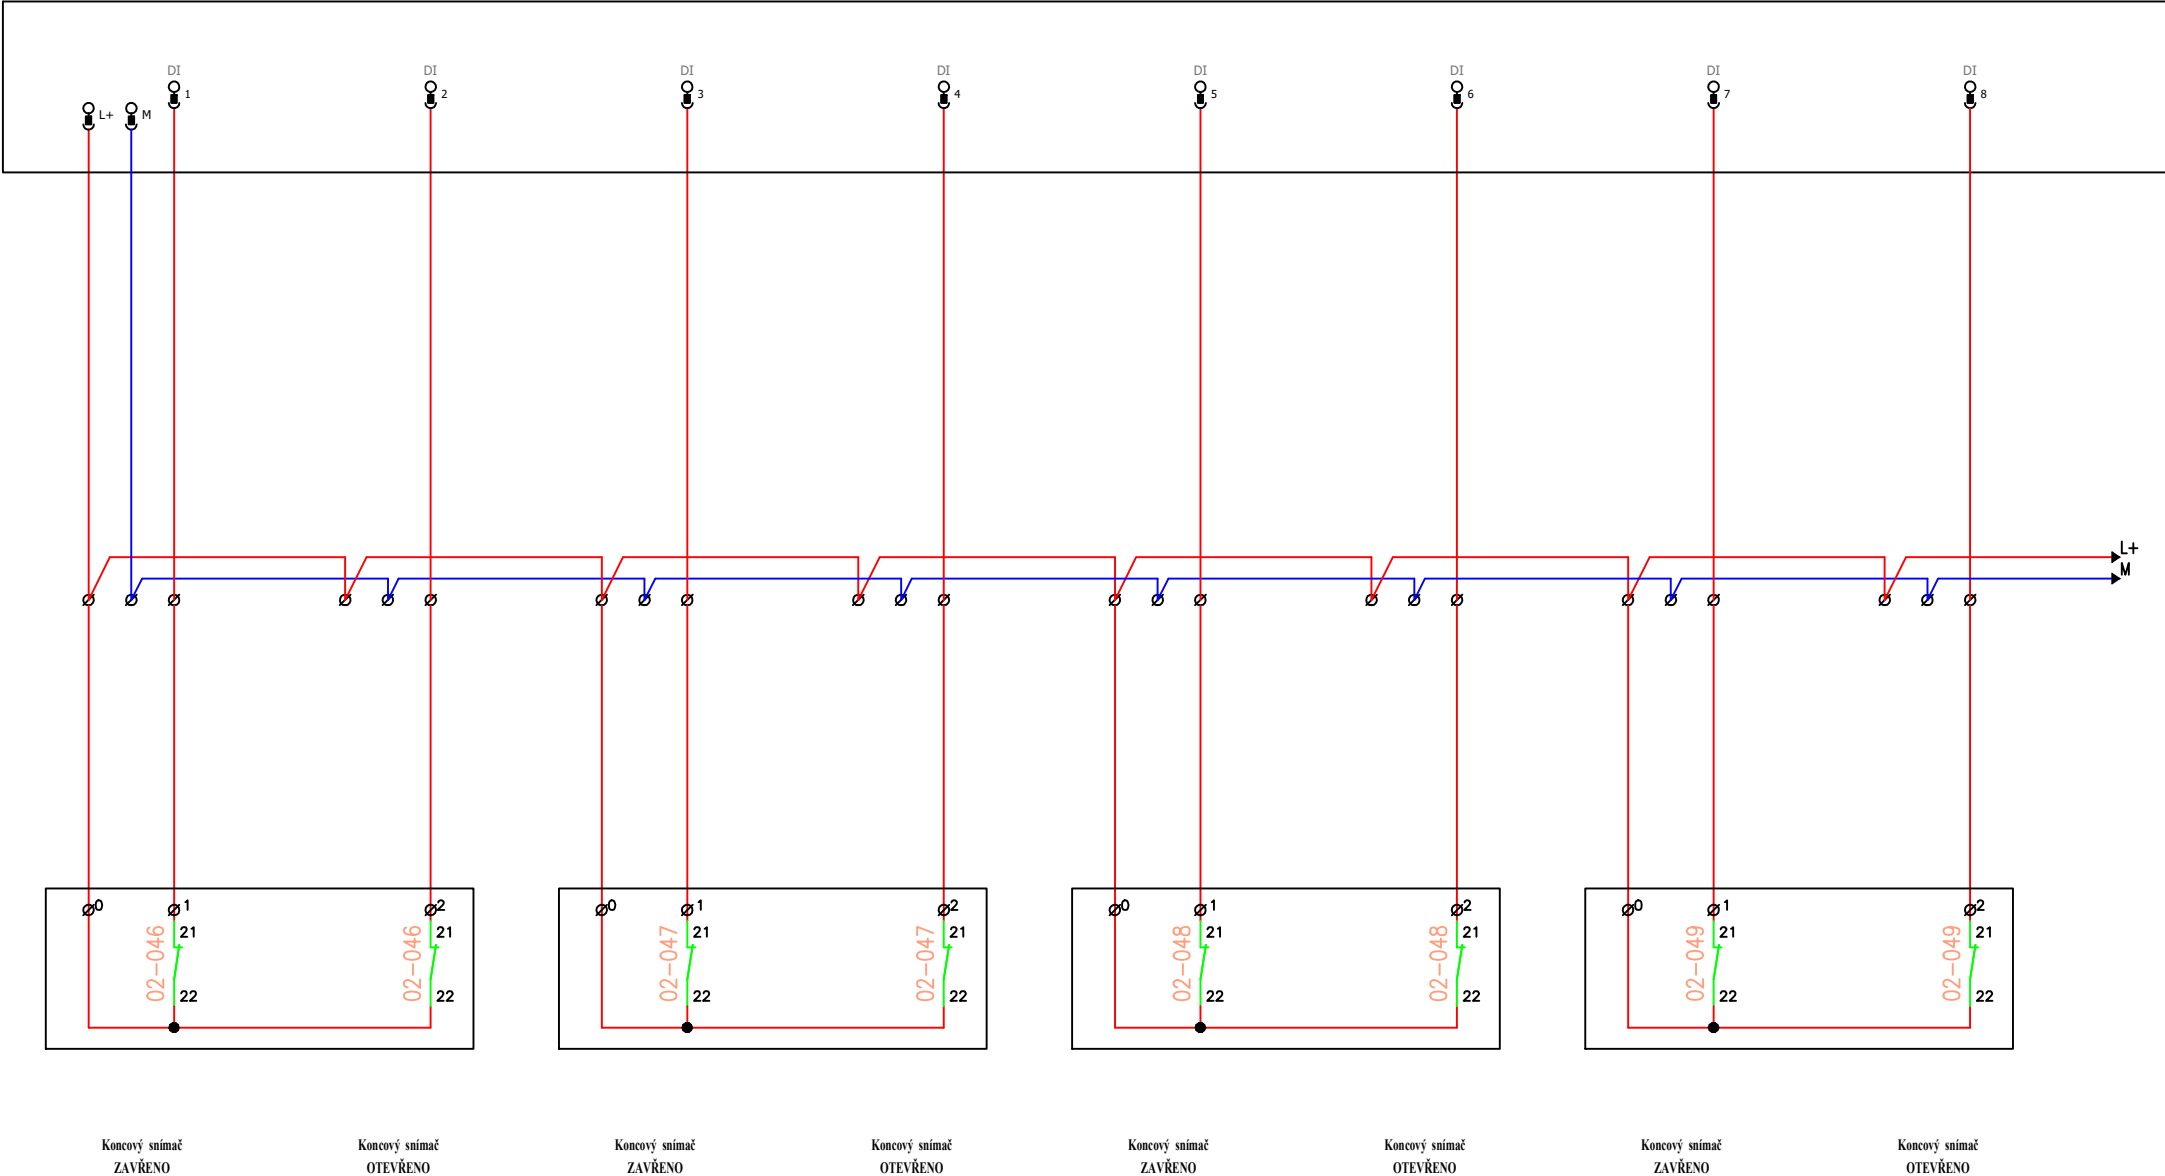 DI DI DI DI DI DI DI DI
1 2 3 4 5 6 7 8
L+ M
L+
M
0 1 2 0 1 2 0 1 2 0 1 2
21 21 21 21 21 21 21 21
02-046 02-046 02-047 02-047 02-048 02-048 02-049 02-049
22 22 22 22 22 22 22 22
Koncový snímač Koncový snímač Koncový snímač Koncový snímač Koncový snímač Koncový snímač Koncový snímač Koncový snímač
ZAVŘENO OTEVŘENO ZAVŘENO OTEVŘENO ZAVŘENO OTEVŘENO ZAVŘENO OTEVŘENO